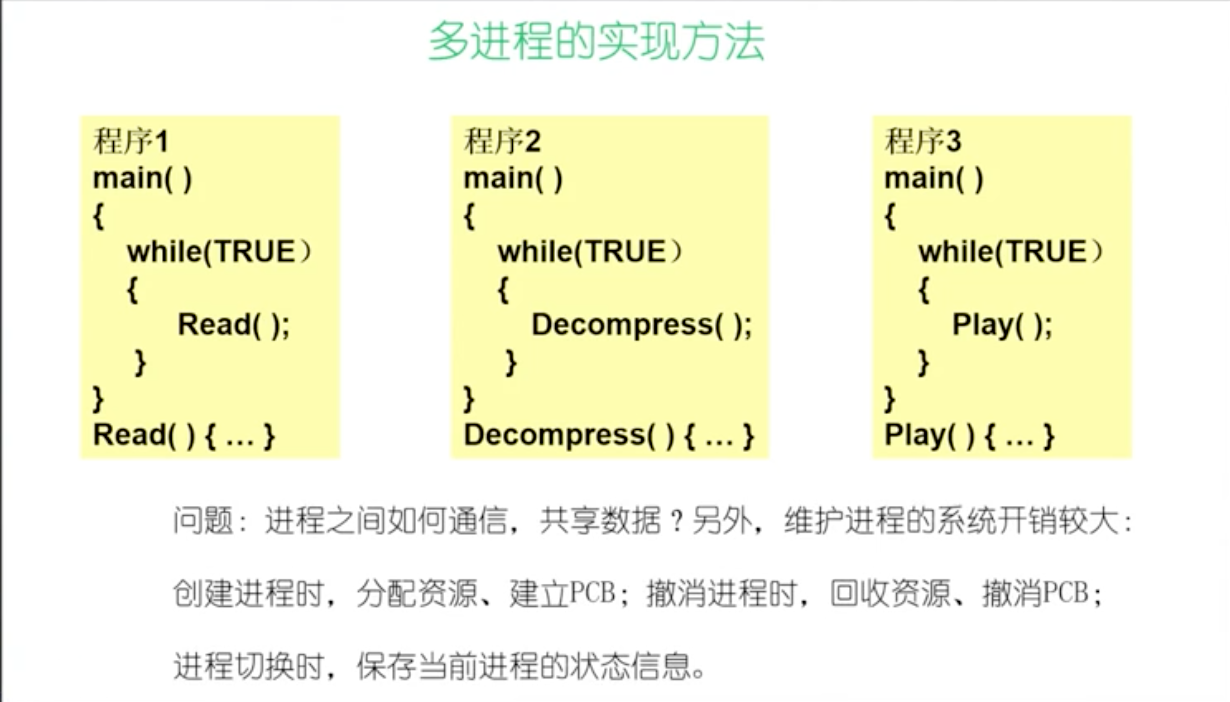 多进程的实现方法
程序1
main( )
{
while(TRUE）
{
Read( );
}
}
Read( ) { … }
程序2
main( )
{
while(TRUE）
{
Decompress( );
}
}
Decompress( ) { … }
程序3
main( )
{
while(TRUE）
{
Play( );
}
}
Play( ) { … }
问题：进程之间如何通信，共享数据？另外，维护进程的系统开销较大：
创建进程时，分配资源、建立PCB；撤消进程时，回收资源、撤消PCB；
进程切换时，保存当前进程的状态信息。